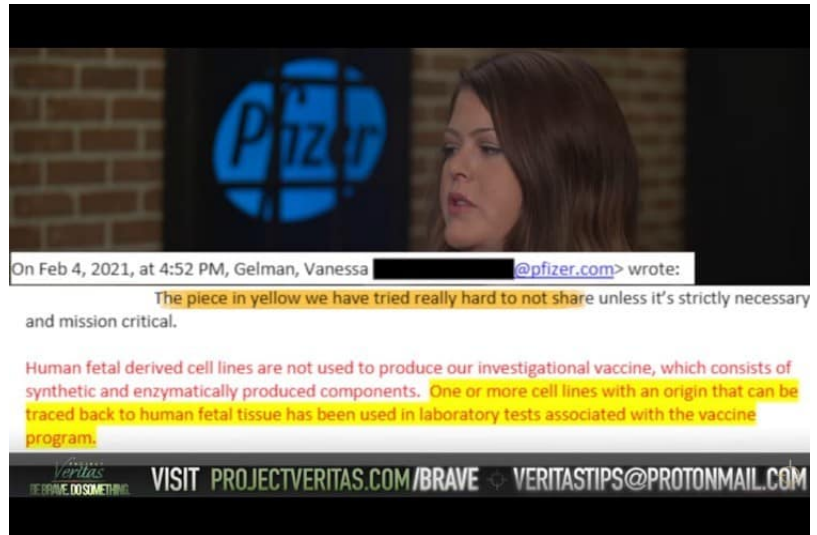 Pfizer
On Feb 4, 2021, at 4:52 PM, Gelman, Vanessa @pfizer.com> wrote:
The piece in yellow we have tried really hard to not share unless it's strictly necessary
and mission critical.
Human fetal derived cell lines are not used to produce our investigational vaccine, which consists of
synthetic and enzymatically produced components. One or more cell lines with an origin that can be
traced back to human fetal tissue has been used in laboratory tests associated with the vaccine
program.
PROJECT
Veritas
BE BRAVE. DO SOMETHING.
VISIT PROJECTVERITAS.COM/BRAVE VERITASTIPS@PROTONMAIL.COM